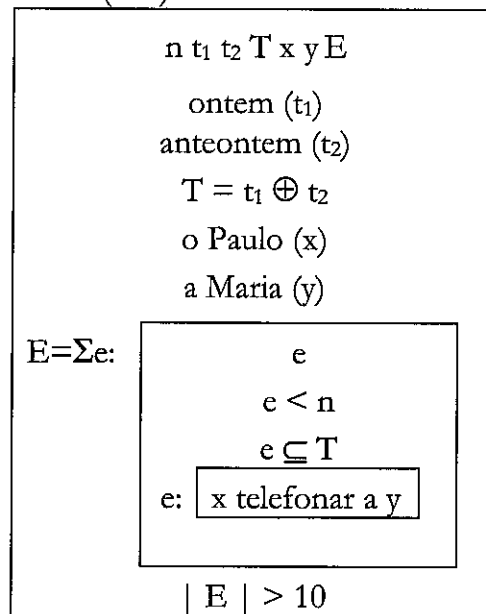 n t₁ t₂ T x y E
ontem (t₁)
anteontem (t₂)
T = t₁ ⊕ t₂
o Paulo (x)
a Maria (y)
E=Σe:
e
e < n
e ⊆ T
e: x telefonar a y
| E | > 10